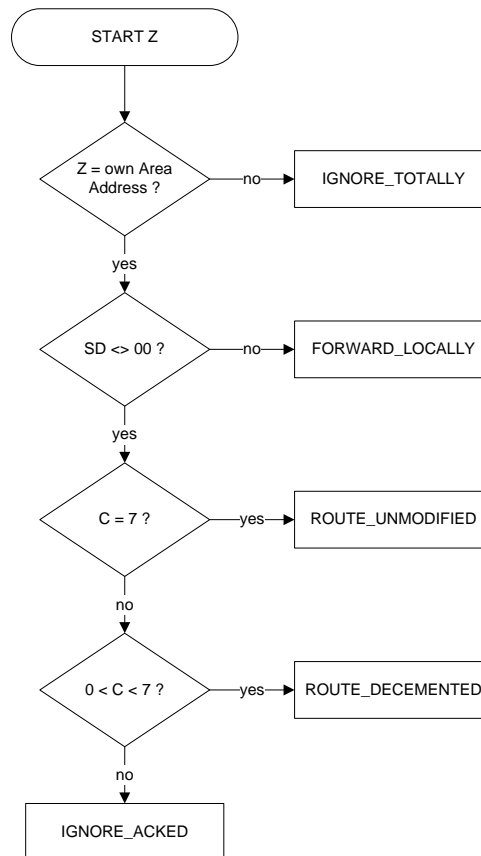 START Z
Z = own Area
Address ?
no
IGNORE_TOTALLY
yes
SD <> 00 ?
no
FORWARD_LOCALLY
yes
C = 7 ?
yes
ROUTE_UNMODIFIED
no
0 < C < 7 ?
yes
ROUTE_DECEMENTED
no
IGNORE_ACKED